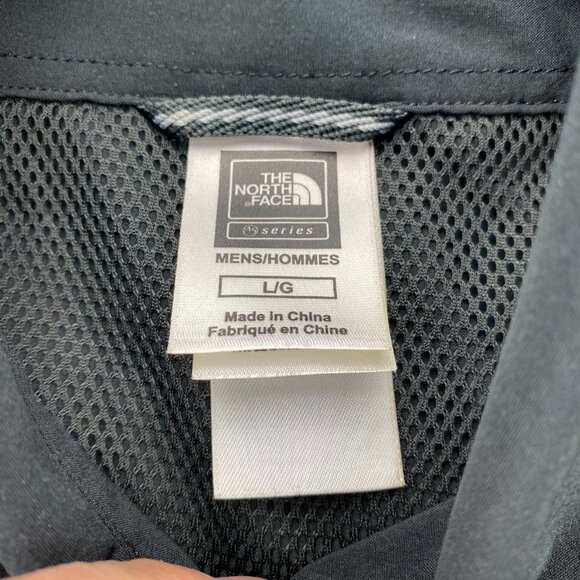 THE
NORTH
FACE
series
MENS/HOMMES
L/G
Made in China
Fabriqué en Chine